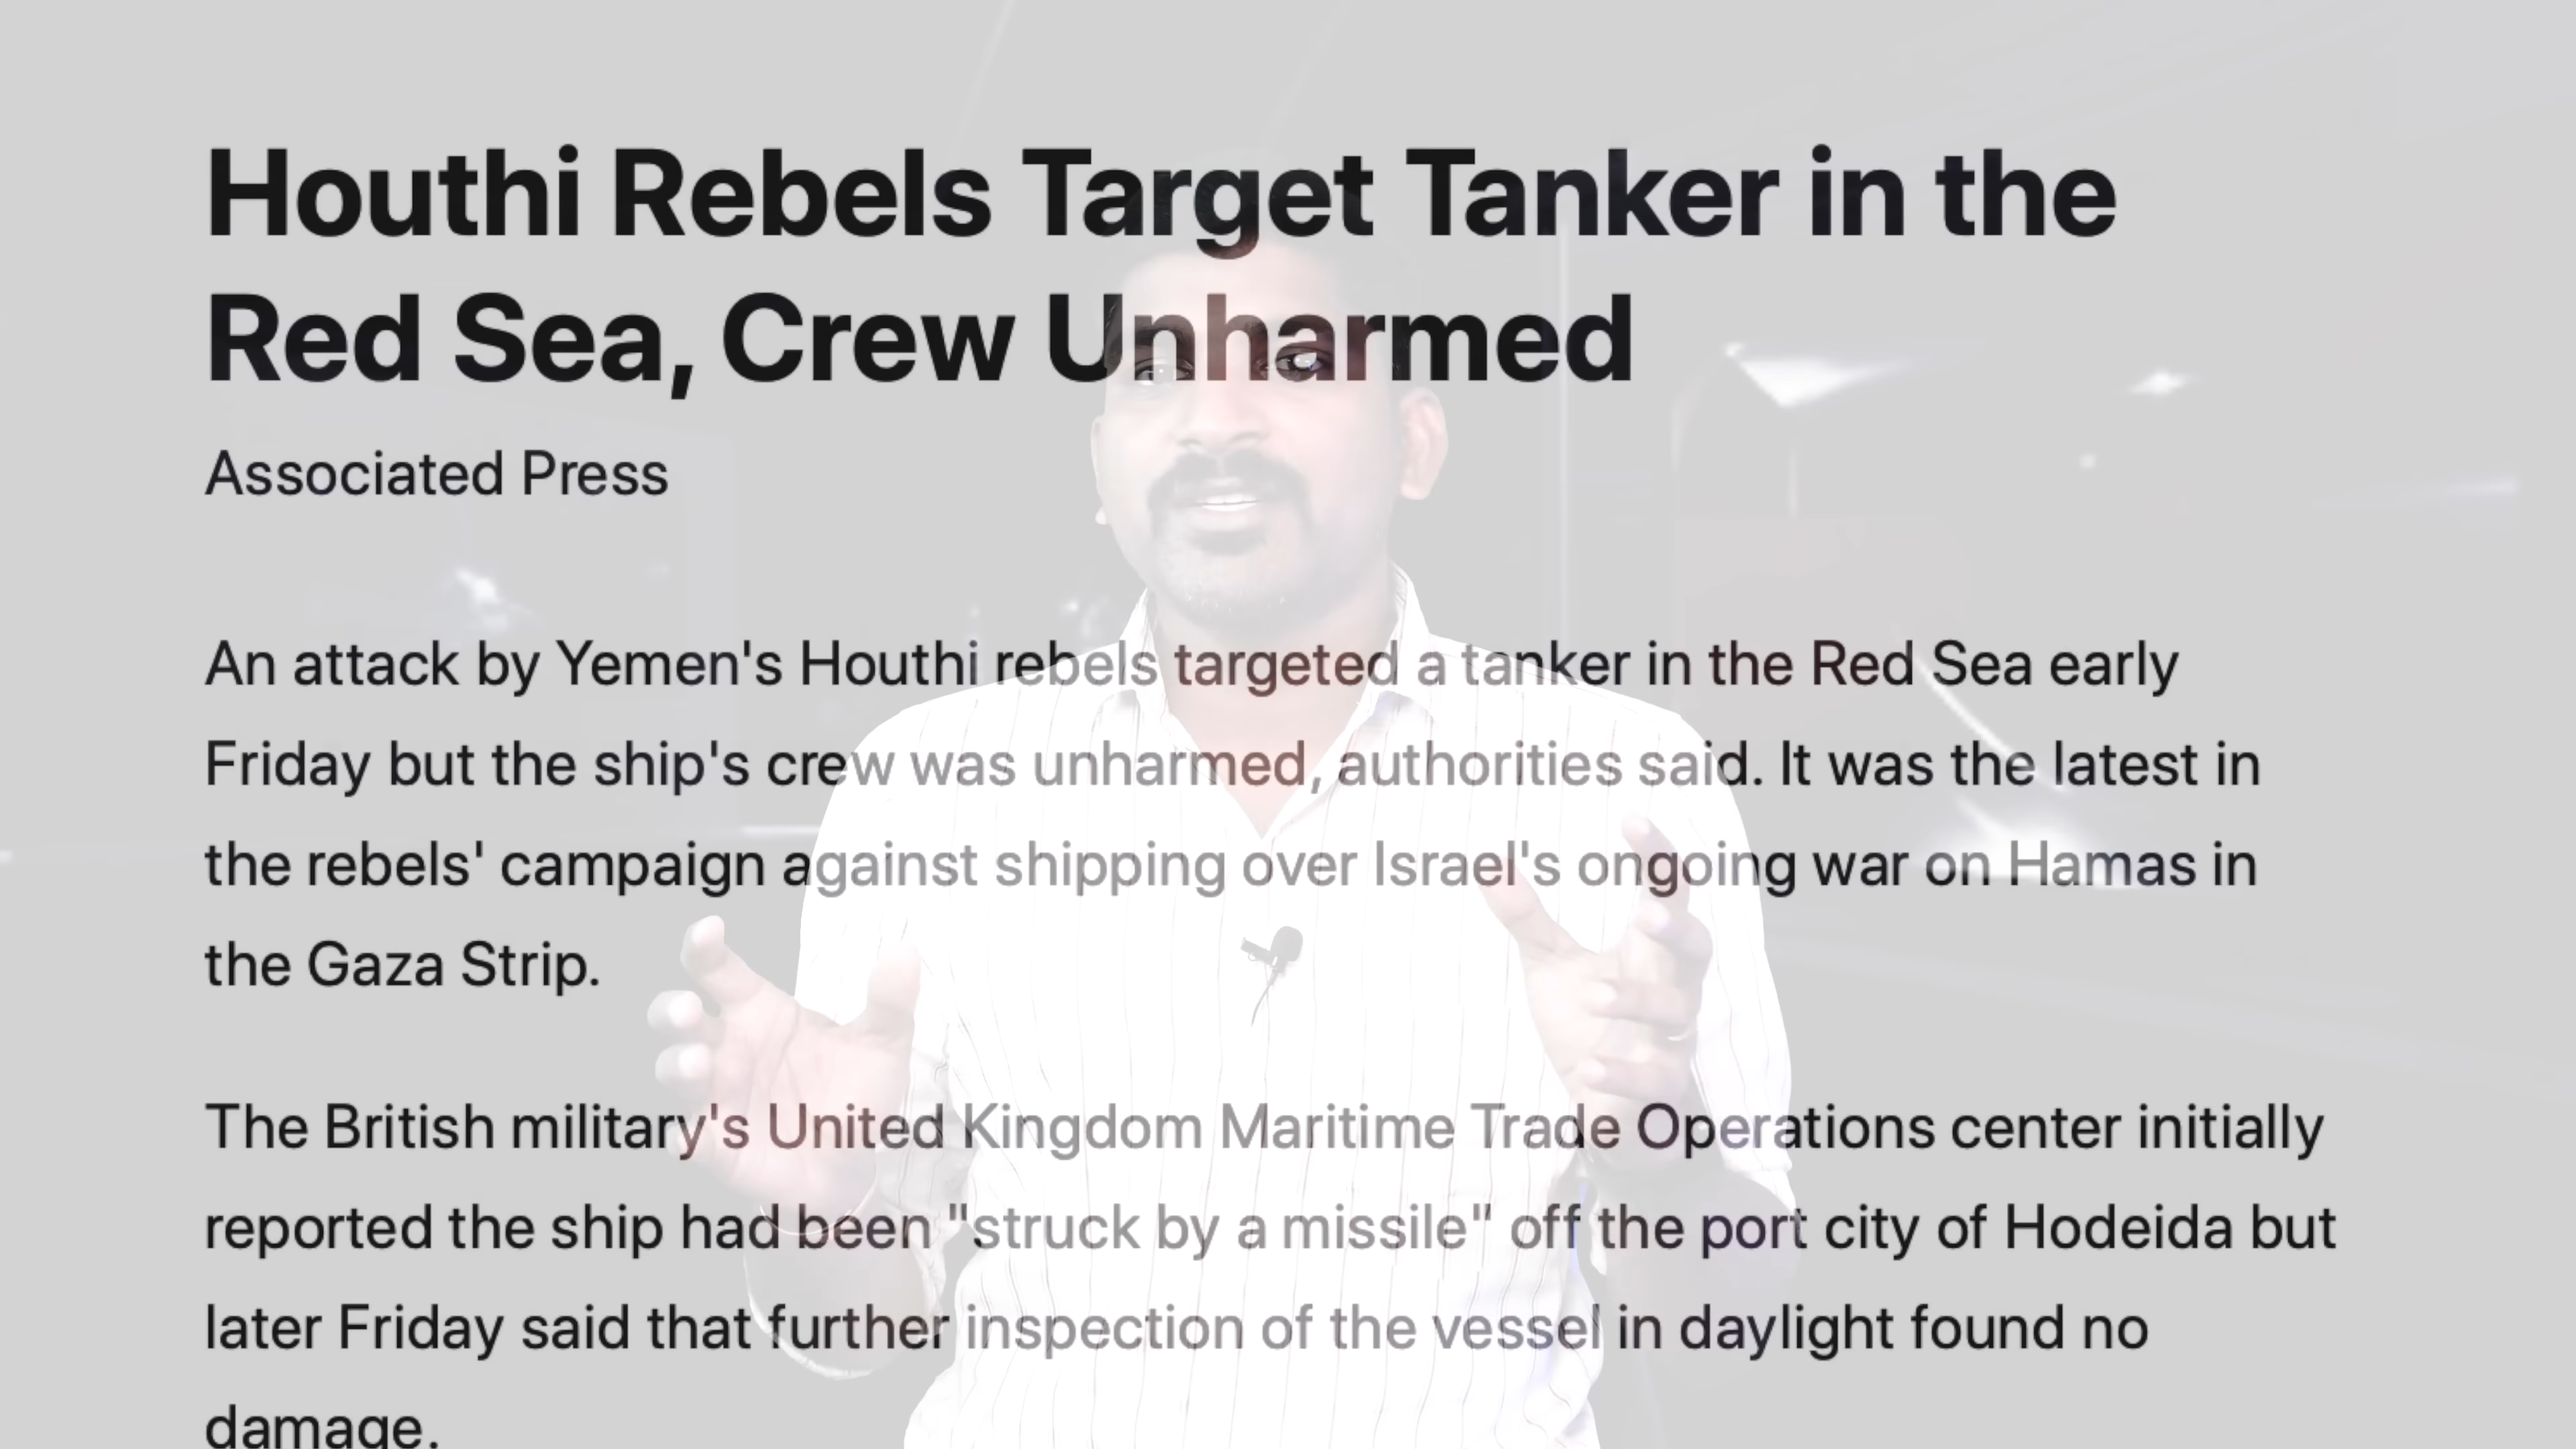 Houthi Rebels Target Tanker in the
Red Sea, Crew Unharmed
Associated Press
An attack by Yemen's Houthi rebels targeted a tanker in the Red Sea early
Friday but the ship's crew was unharmed, authorities said. It was the latest in
the rebels' campaign against shipping over Israel's ongoing war on Hamas in
the Gaza Strip.
The British military's United Kingdom Maritime Trade Operations center initially
reported the ship had been "struck by a missile" off the port city of Hodeida but
later Friday said that further inspection of the vessel in daylight found no
damage.